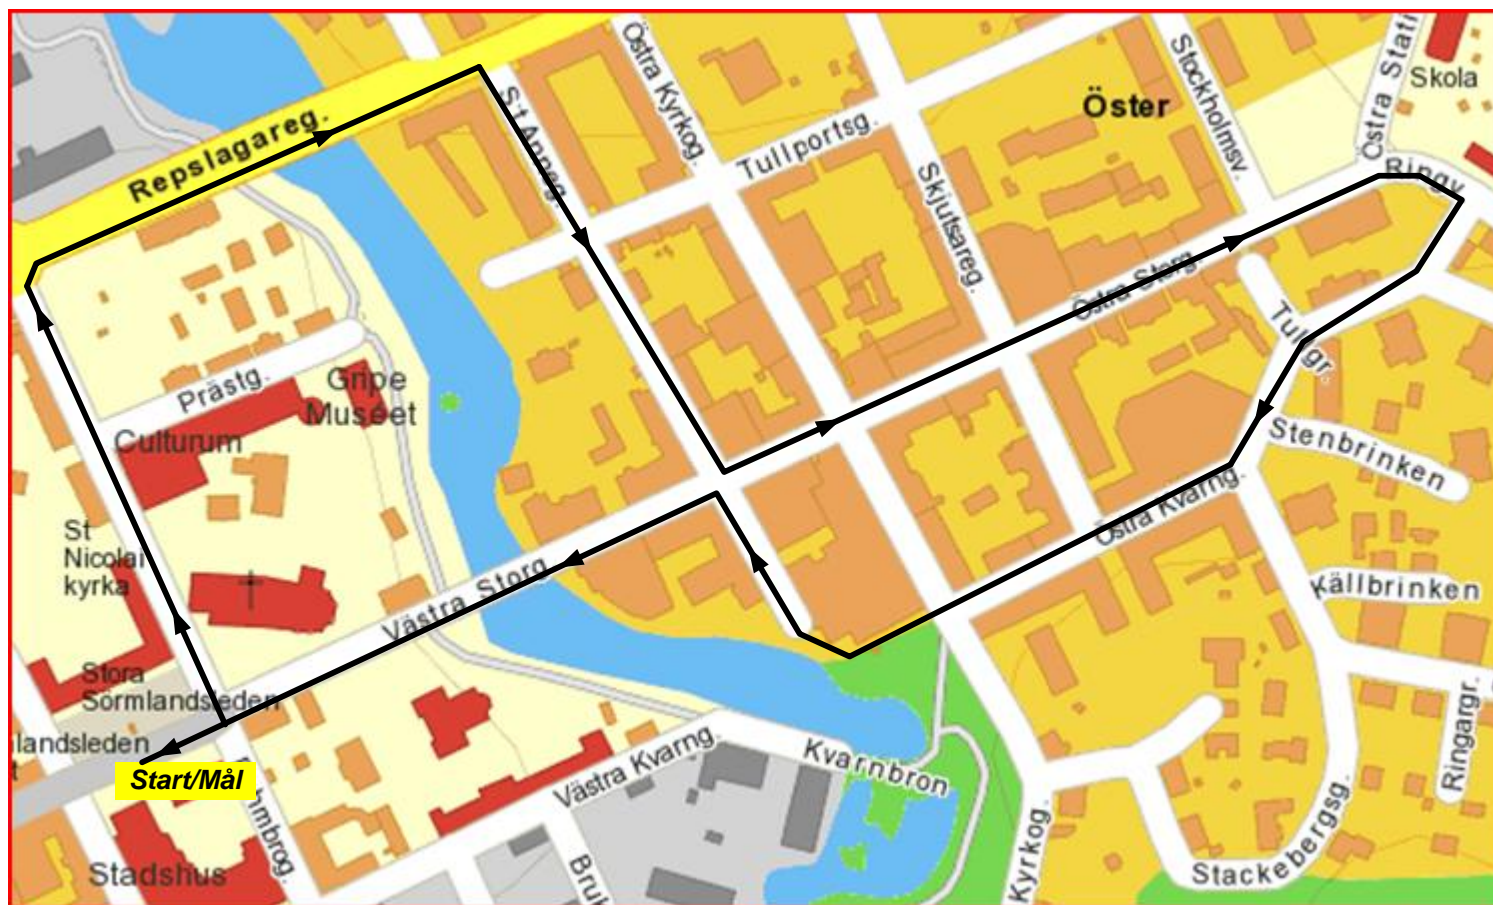 Östra Kyrkog.
Stockholmsv.
Östra Stati
Skola
Öster
Repslagareg.
S:t Anneg.
Tullportsg.
Skjutsareg.
Ringv.
Östra Storg.
Tullgr.
Prästg.
Gripe
Museet
Culturum
Stenbrinken
Östra Kvarng.
St
Nicolai
kyrka
Västra Storg.
Källbrinken
Stora
Sörmlandsleden
landsleden
Start/Mål
Västra Kvarng.
Kvarnbron
Ringargr.
Stackebergsg.
Kyrkog.
Stadshus
mbrog.
Bruk